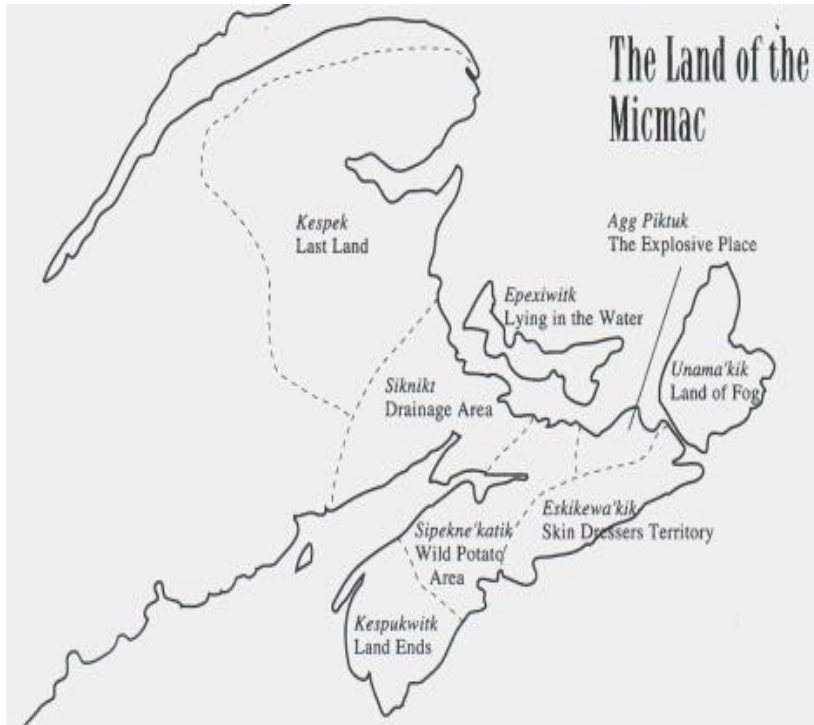 The Land of the
Micmac
Kespek
Last Land
Agg Piktuk
The Explosive Place
Epexiwitk
Lying in the Water
Unama'kik
Land of Fog
Siknikt
Drainage Area
Eskikewa'kik
Skin Dressers Territory
Sipekne'katik
Wild Potato
Area
Kespukwitk
Land Ends